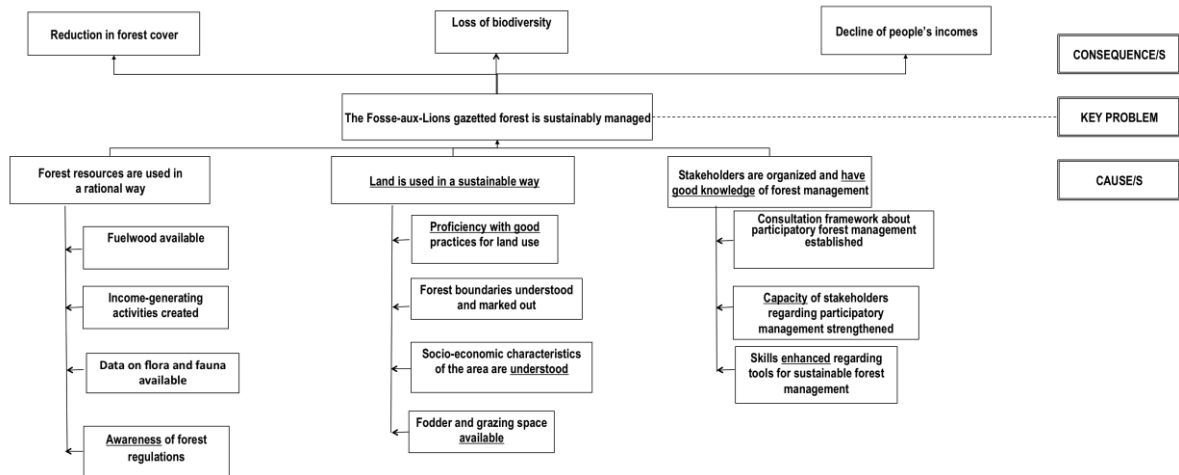 Reduction in forest cover
Loss of biodiversity
Decline of people's incomes
CONSEQUENCE/S
The Fosse-aux-Lions gazetted forest is sustainably managed
KEY PROBLEM
Forest resources are used in
a rational way
Land is used in a sustainable way
Stakeholders are organized and have
good knowledge of forest management
CAUSE/S
Fuelwood available
Income-generating
activities created
Data on flora and fauna
available
Awareness of forest
regulations
Proficiency with good
practices for land use
Forest boundaries understood
and marked out
Socio-economic characteristics
of the area are understood
Fodder and grazing space
available
Consultation framework about
participatory forest management
established
Capacity of stakeholders
regarding participatory
management strengthened
Skills enhanced regarding
tools for sustainable forest
management